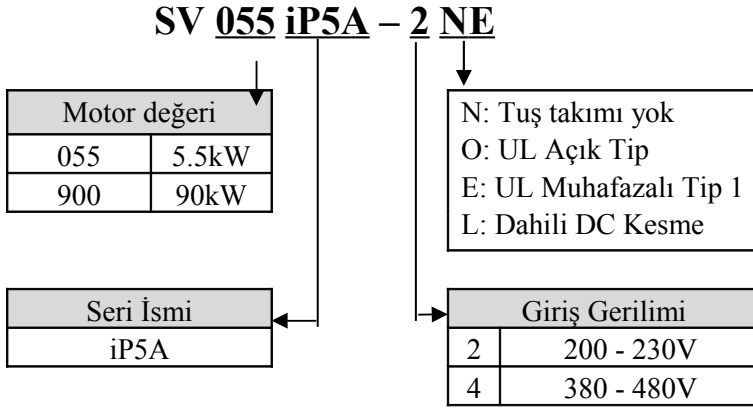 SV 055 iP5A – 2 NE
Motor değeri
055 5.5kW
900 90kW
N: Tuş takımı yok
O: UL Açık Tip
E: UL Muhafazalı Tip 1
L: Dahili DC Kesme
Seri İsmi
iP5A
Giriş Gerilimi
2 200 - 230V
4 380 - 480V